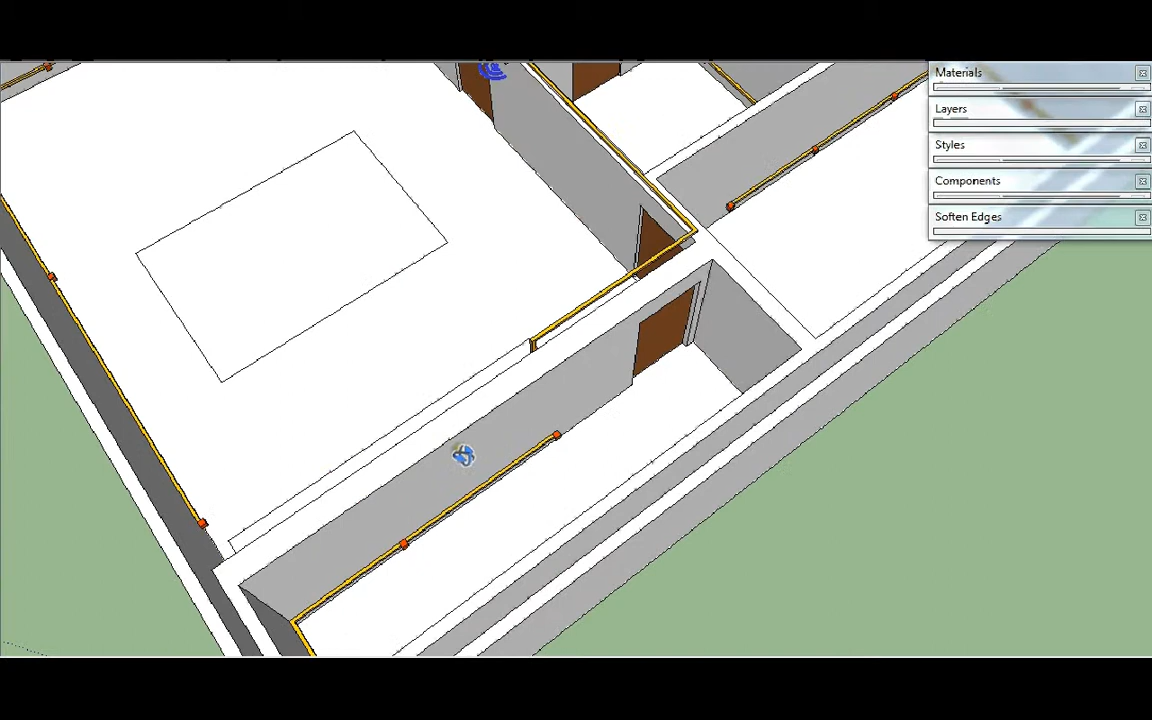 Materials
Layers
Styles
Components
Soften Edges